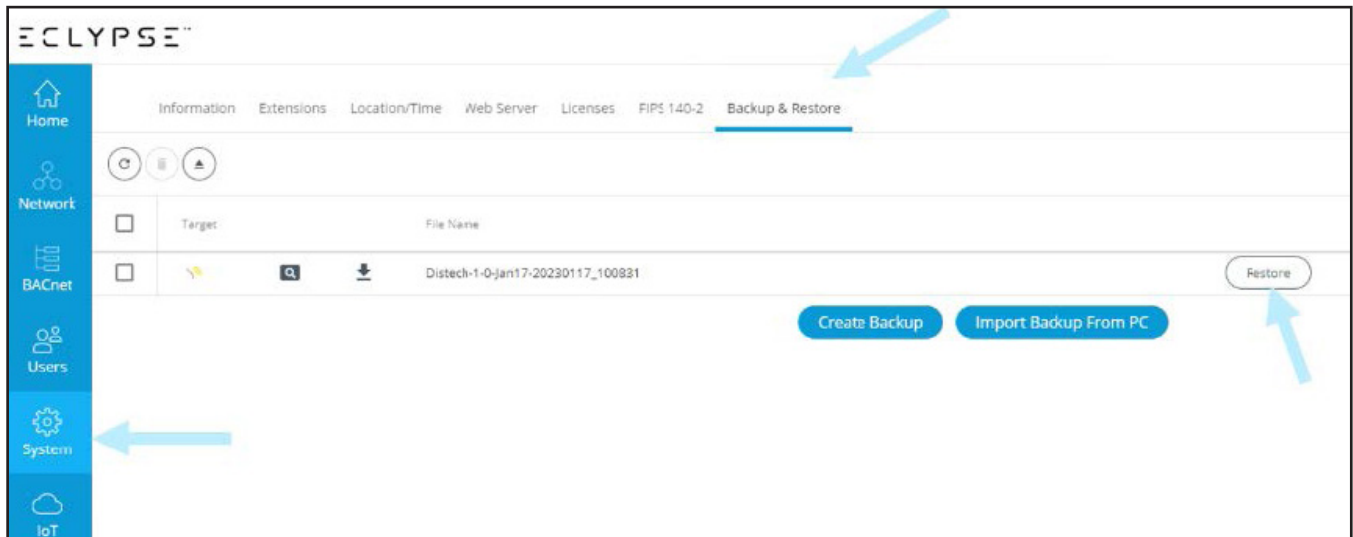 ECLYPSE™
Home
Network
BACnet
Users
System
IoT
Information Extensions Location/Time Web Server Licenses FIPS 140-2 Backup & Restore
Target File Name
Distech-1-0-Jan17-20230117_100831 Restore
Create Backup Import Backup From PC